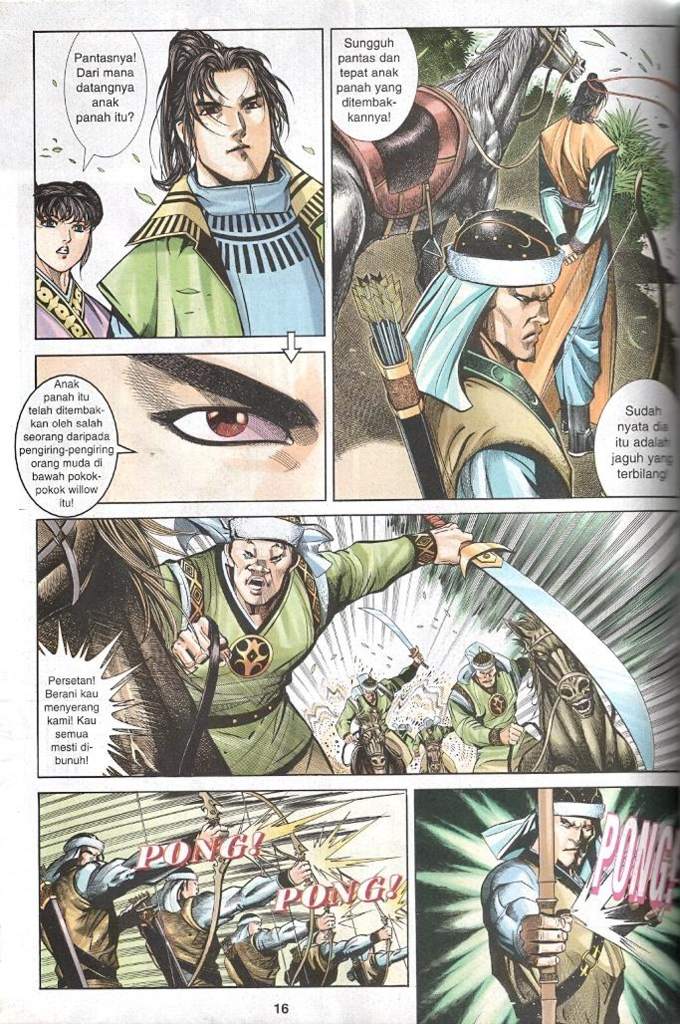 Pantasnya!
Dari mana
datangnya
anak
panah itu?
Sungguh
pantas dan
tepat anak
panah yang
ditembak-
kannya!
Anak
panah itu
telah ditembak-
kan oleh salah
seorang daripada
pengiring-pengiring
orang muda di
bawah pokok-
pokok willow
itu!
Sudah
nyata dia
itu adalah
jaguh yang
terbilang!
Persetan!
Berani kau
menyerang
kami! Kau
semua
mesti di-
bunuh!
PONG!
PONG!
PONG!
16